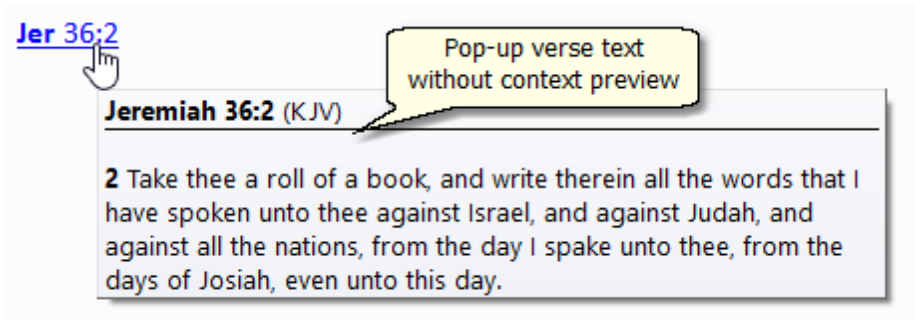 Jer 36:2
Pop-up verse text
without context preview
Jeremiah 36:2 (KJV)
2 Take thee a roll of a book, and write therein all the words that I
have spoken unto thee against Israel, and against Judah, and
against all the nations, from the day I spake unto thee, from the
days of Josiah, even unto this day.